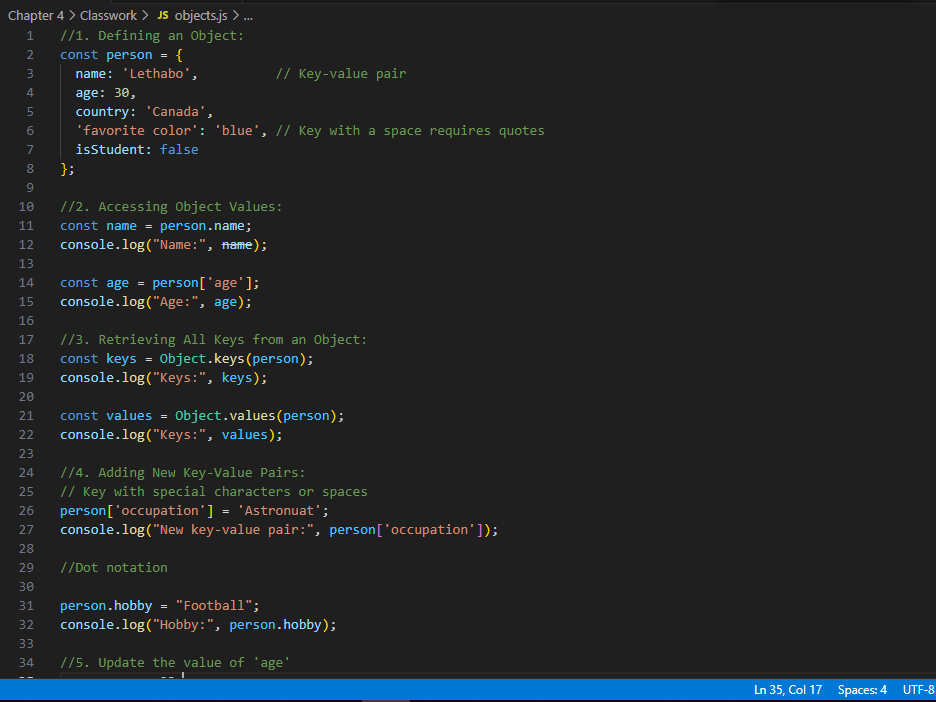 Chapter 4 > Classwork > JS objects.js > ...
1 //1. Defining an Object:
2 const person = {
3 name: 'Lethabo', // Key-value pair
4 age: 30,
5 country: 'Canada',
6 'favorite color': 'blue', // Key with a space requires quotes
7 isStudent: false
8 };
9
10 //2. Accessing Object Values:
11 const name = person.name;
12 console.log("Name:", name);
13
14 const age = person['age'];
15 console.log("Age:", age);
16
17 //3. Retrieving All Keys from an Object:
18 const keys = Object.keys(person);
19 console.log("Keys:", keys);
20
21 const values = Object.values(person);
22 console.log("Keys:", values);
23
24 //4. Adding New Key-Value Pairs:
25 // Key with special characters or spaces
26 person['occupation'] = 'Astronuat';
27 console.log("New key-value pair:", person['occupation']);
28
29 //Dot notation
30
31 person.hobby = "Football";
32 console.log("Hobby:", person.hobby);
33
34 //5. Update the value of 'age'
Ln 35, Col 17 Spaces: 4 UTF-8